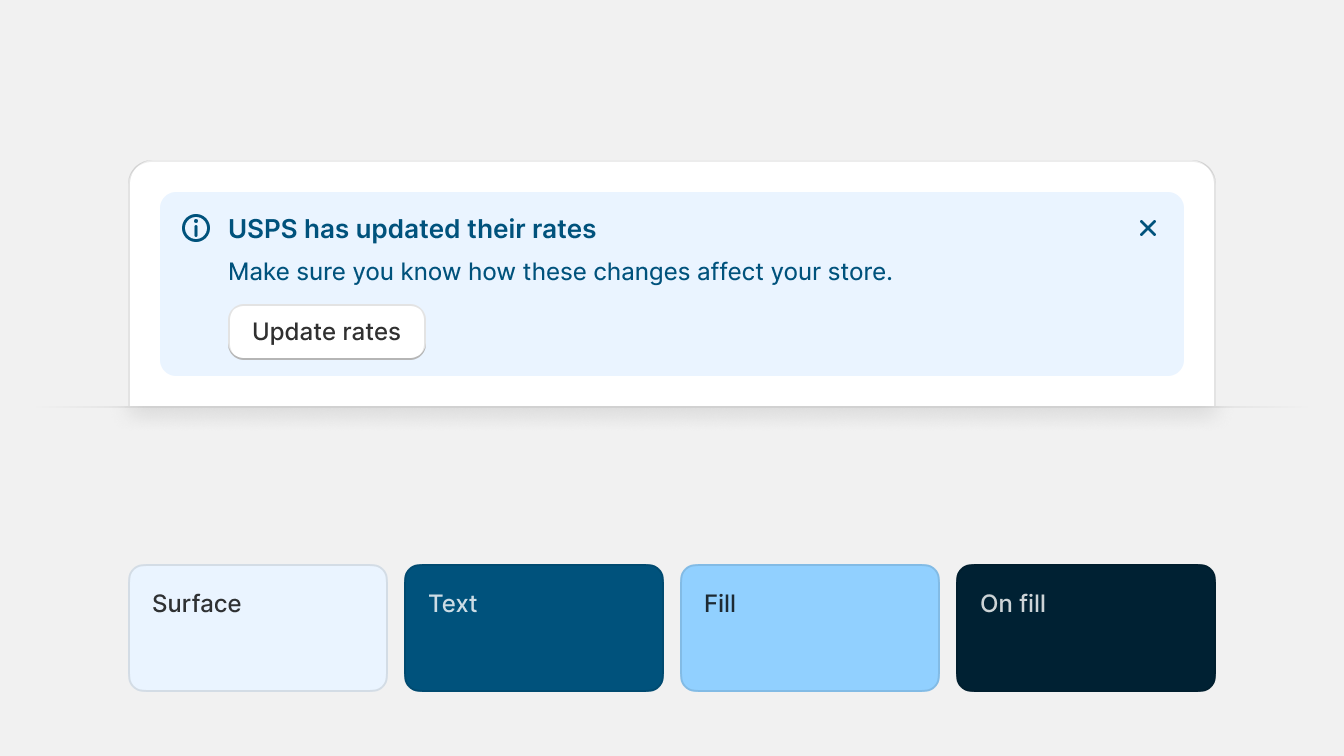 USPS has updated their rates
Make sure you know how these changes affect your store.
Update rates
Surface
Text
Fill
On fill